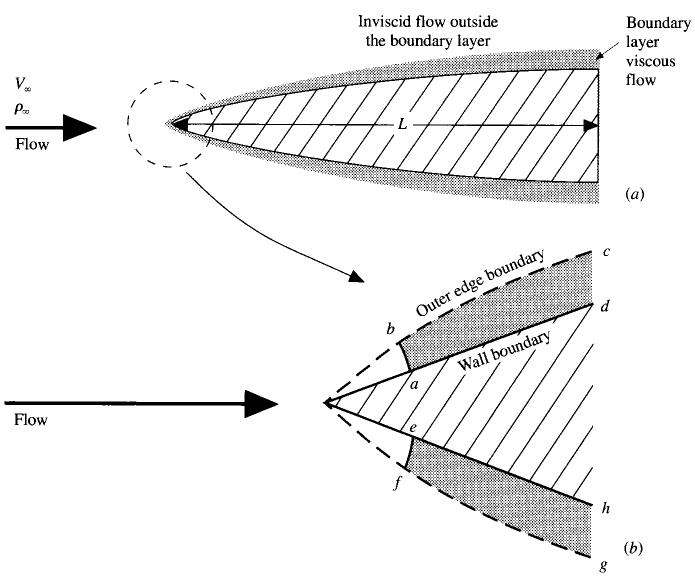 Inviscid flow outside
the boundary layer
Boundary
layer
viscous
flow
V∞
ρ∞
Flow
L
(a)
Outer edge boundary
c
b
d
Wall boundary
a
Flow
e
f
h
(b)
g